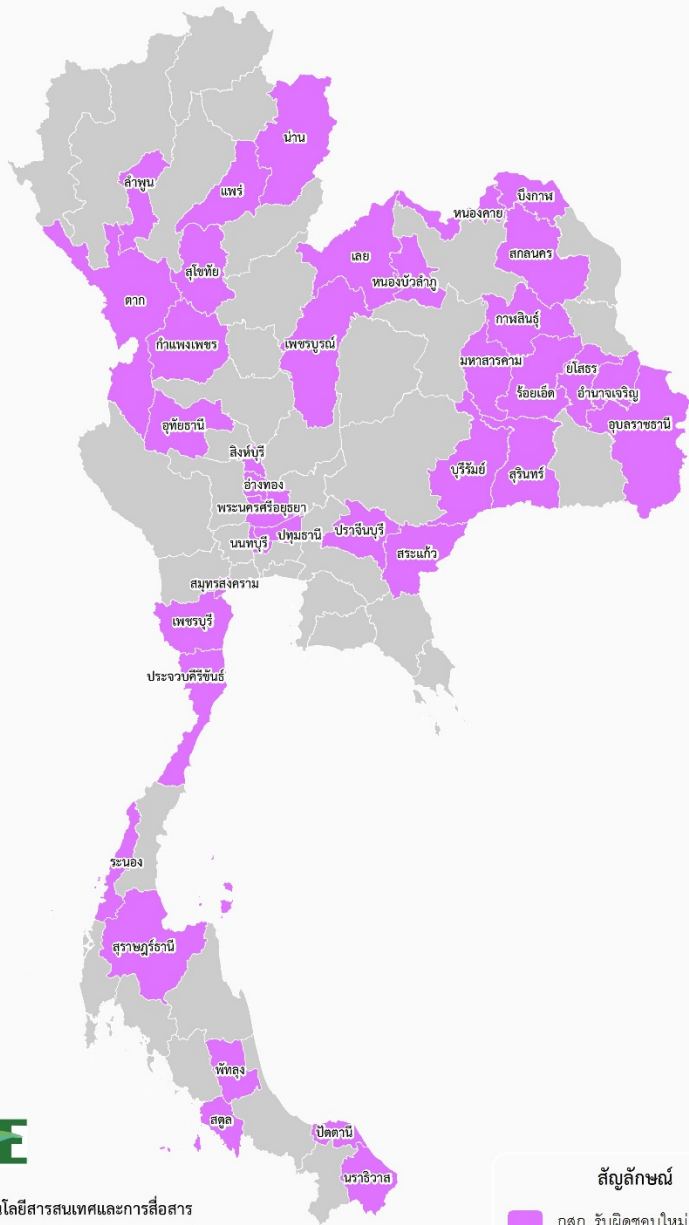 น่าน
ลำพูน
แพร่
บึงกาฬ
หนองคาย
สุโขทัย
เลย
สกลนคร
ตาก
หนองบัวลำภู
กาฬสินธุ์
กำแพงเพชร
เพชรบูรณ์
มหาสารคาม
ยโสธร
ร้อยเอ็ด
อำนาจเจริญ
อุทัยธานี
อุบลราชธานี
สิงห์บุรี
บุรีรัมย์
สุรินทร์
อ่างทอง
พระนครศรีอยุธยา
ปราจีนบุรี
นนทบุรี
ปทุมธานี
สระแก้ว
สมุทรสงคราม
เพชรบุรี
ประจวบคีรีขันธ์
ระนอง
สุราษฎร์ธานี
พัทลุง
สตูล
ปัตตานี
นราธิวาส
E
สัญลักษณ์
นโลยีสารสนเทศและการสื่อสาร
รับผิดชอบใหม่